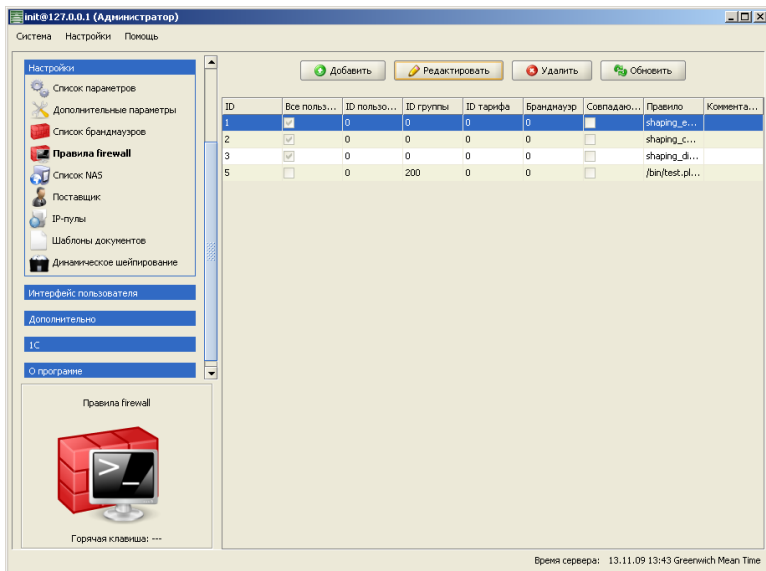 init@127.0.0.1 (Администратор)
Система Настройки Помощь
Настройки
Список параметров
Дополнительные параметры
Список брандмауэров
Правила firewall
Список NAS
Поставщик
IP-пулы
Шаблоны документов
Динамическое шейпирование
Интерфейс пользователя
Дополнительно
1С
О программе
Правила firewall
Горячая клавиша: ---
Добавить Редактировать Удалить Обновить
ID Все польз... ID пользо... ID группы ID тарифа Брандмауэр Совпадаю... Правило Коммента...
1 0 0 0 0 shaping_e...
2 0 0 0 0 shaping_c...
3 0 0 0 0 shaping_di...
5 0 200 0 0 /bin/test.pl...
Время сервера: 13.11.09 13:43 Greenwich Mean Time